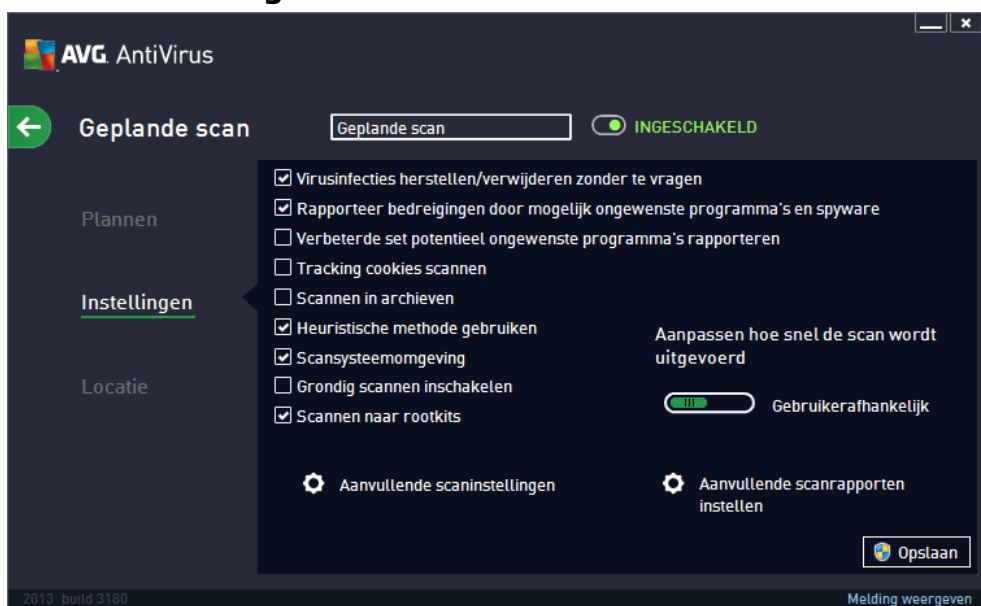 AVG. AntiVirus
Geplande scan
Geplande scan
INGESCHAKELD
Plannen
Instellingen
Locatie
Virusinfecties herstellen/verwijderen zonder te vragen
Rapporteer bedreigingen door mogelijk ongewenste programma's en spyware
Verbeterde set potentieel ongewenste programma's rapporteren
Tracking cookies scannen
Scannen in archieven
Heuristische methode gebruiken
Scansysteemomgeving
Grondig scannen inschakelen
Scannen naar rootkits
Aanpassen hoe snel de scan wordt
uitgevoerd
Gebruikerafhankelijk
Aanvullende scaninstellingen
Aanvullende scanrapporten
instellen
Opslaan
2013 build 3180
Melding weergeven